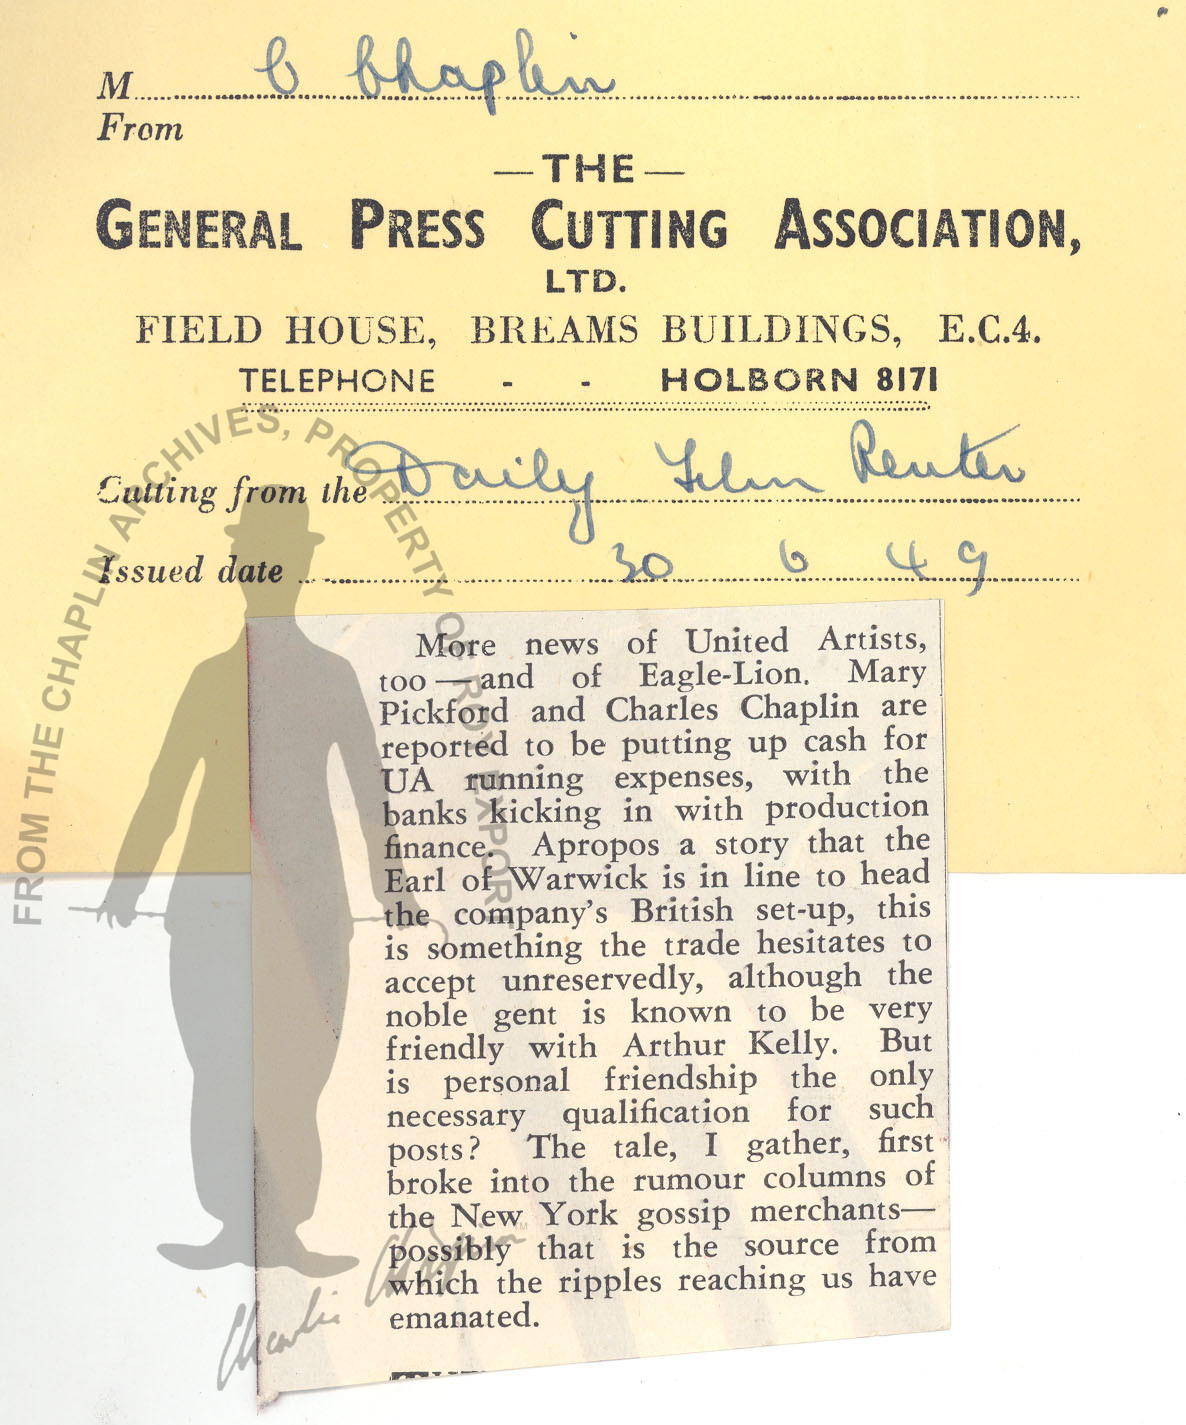 M C Chaplin
From
— THE —
GENERAL PRESS CUTTING ASSOCIATION,
LTD.
FIELD HOUSE, BREAMS BUILDINGS, E.C.4.
TELEPHONE - - HOLBORN 8171
Cutting from the Daily Film Renter
Issued date 30 6 49
More news of United Artists,
too — and of Eagle-Lion. Mary
Pickford and Charles Chaplin are
reported to be putting up cash for
UA running expenses, with the
banks kicking in with production
finance. Apropos a story that the
Earl of Warwick is in line to head
the company's British set-up, this
is something the trade hesitates to
accept unreservedly, although the
noble gent is known to be very
friendly with Arthur Kelly. But
is personal friendship the only
necessary qualification for such
posts? The tale, I gather, first
broke into the rumour columns of
the New York gossip merchants—
possibly that is the source from
which the ripples reaching us have
emanated.
FROM THE CHAPLIN ARCHIVES, PROPERTY OF ROY EXPORT
Charlie Chaplin™